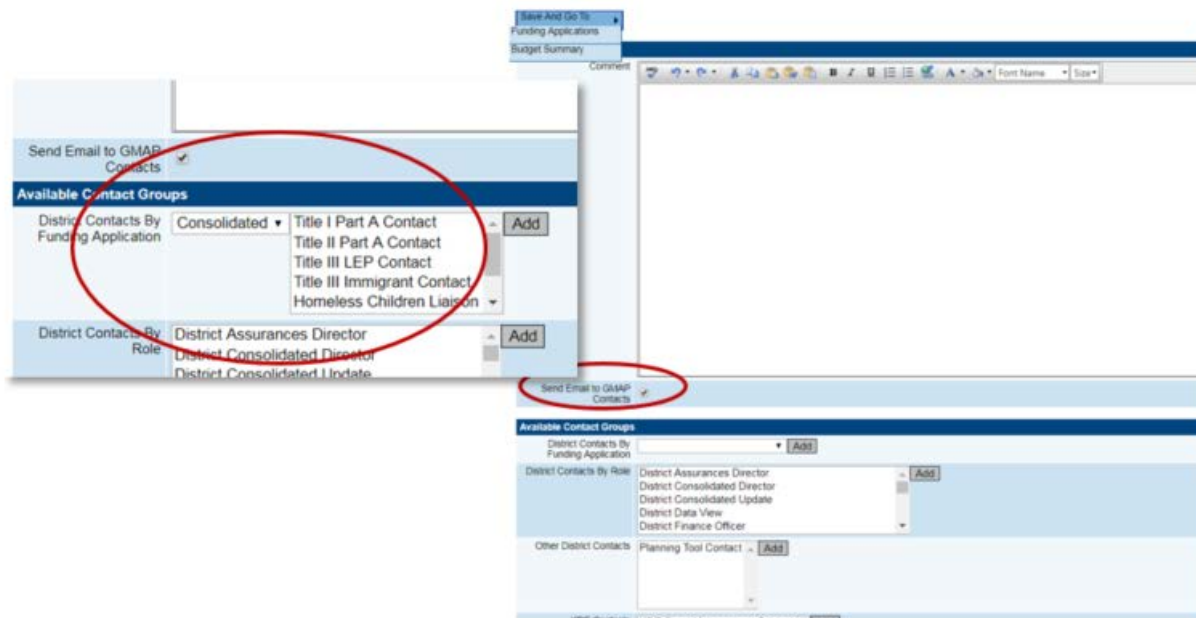 Save And Go To
Funding Applications
Budget Summary
Comment
Font Name
Size
Send Email to GMAP
Contacts
Available Contact Groups
District Contacts By
Funding Application
Consolidated
Title I Part A Contact
Title II Part A Contact
Title III LEP Contact
Title III Immigrant Contact
Homeless Children Liaison
Add
District Contacts By
Role
District Assurances Director
District Consolidated Director
District Consolidated Update
Add
Send Email to GMAP
Contacts
Available Contact Groups
District Contacts By
Funding Application
Add
District Contacts By Role
District Assurances Director
District Consolidated Director
District Consolidated Update
District Data View
District Finance Officer
Add
Other District Contacts
Planning Tool Contact
Add